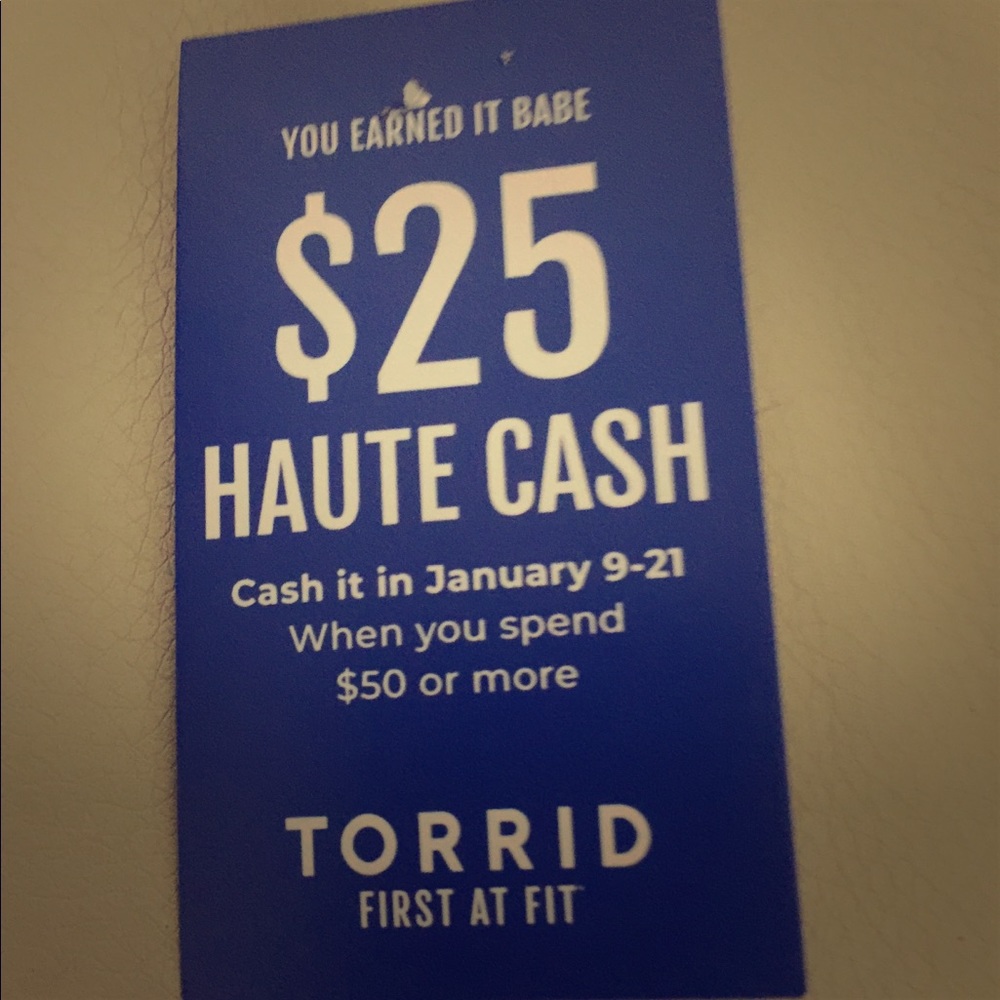 YOU EARNED IT BABE
$25
HAUTE CASH
Cash it in January 9-21
When you spend
$50 or more
TORRID
FIRST AT FIT